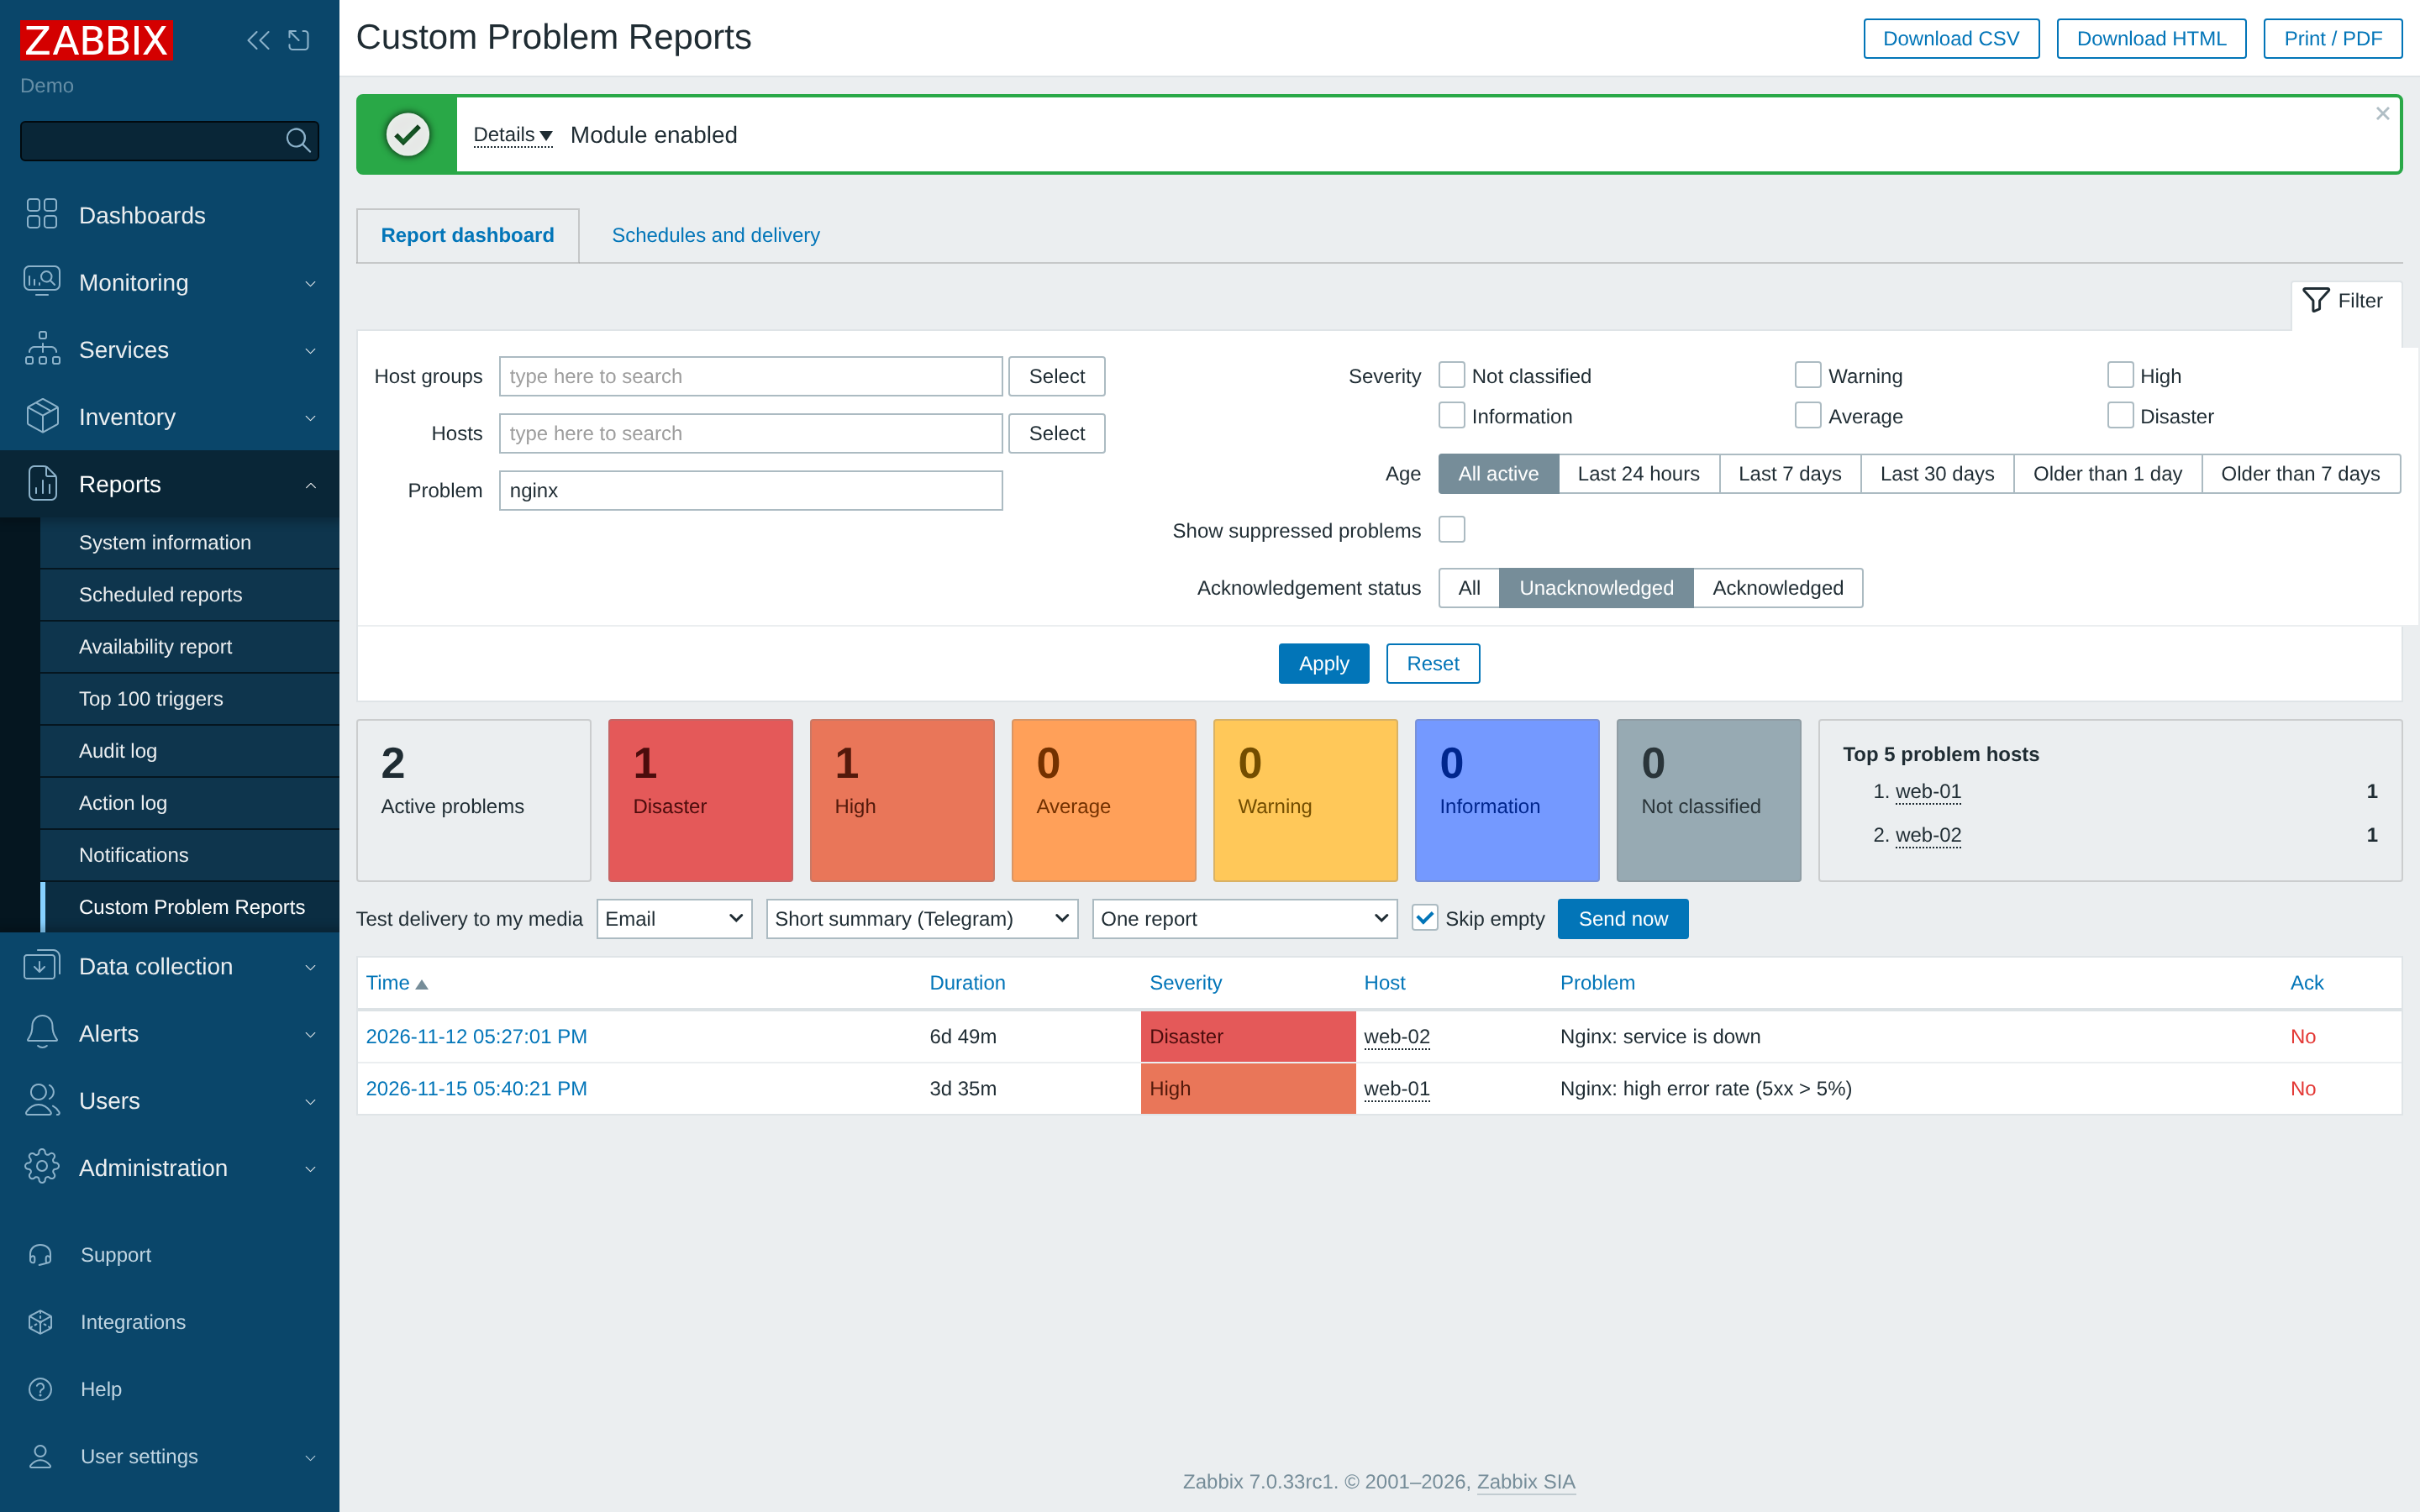 ZABBIX
Demo
Dashboards
Monitoring
Services
Inventory
Reports
System information
Scheduled reports
Availability report
Top 100 triggers
Audit log
Action log
Notifications
Custom Problem Reports
Data collection
Alerts
Users
Administration
Support
Integrations
Help
User settings
Custom Problem Reports
Download CSV
Download HTML
Print / PDF
Details Module enabled
Report dashboard
Schedules and delivery
Filter
Host groups type here to search Select
Hosts type here to search Select
Problem nginx
Severity Not classified Warning High
Information Average Disaster
Age All active Last 24 hours Last 7 days Last 30 days Older than 1 day Older than 7 days
Show suppressed problems
Acknowledgement status All Unacknowledged Acknowledged
Apply Reset
2
Active problems
1
Disaster
1
High
0
Average
0
Warning
0
Information
0
Not classified
Top 5 problem hosts
1. web-01 1
2. web-02 1
Test delivery to my media Email Short summary (Telegram) One report Skip empty Send now
Time Duration Severity Host Problem Ack
2026-11-12 05:27:01 PM 6d 49m Disaster web-02 Nginx: service is down No
2026-11-15 05:40:21 PM 3d 35m High web-01 Nginx: high error rate (5xx > 5%) No
Zabbix 7.0.33rc1. © 2001–2026, Zabbix SIA